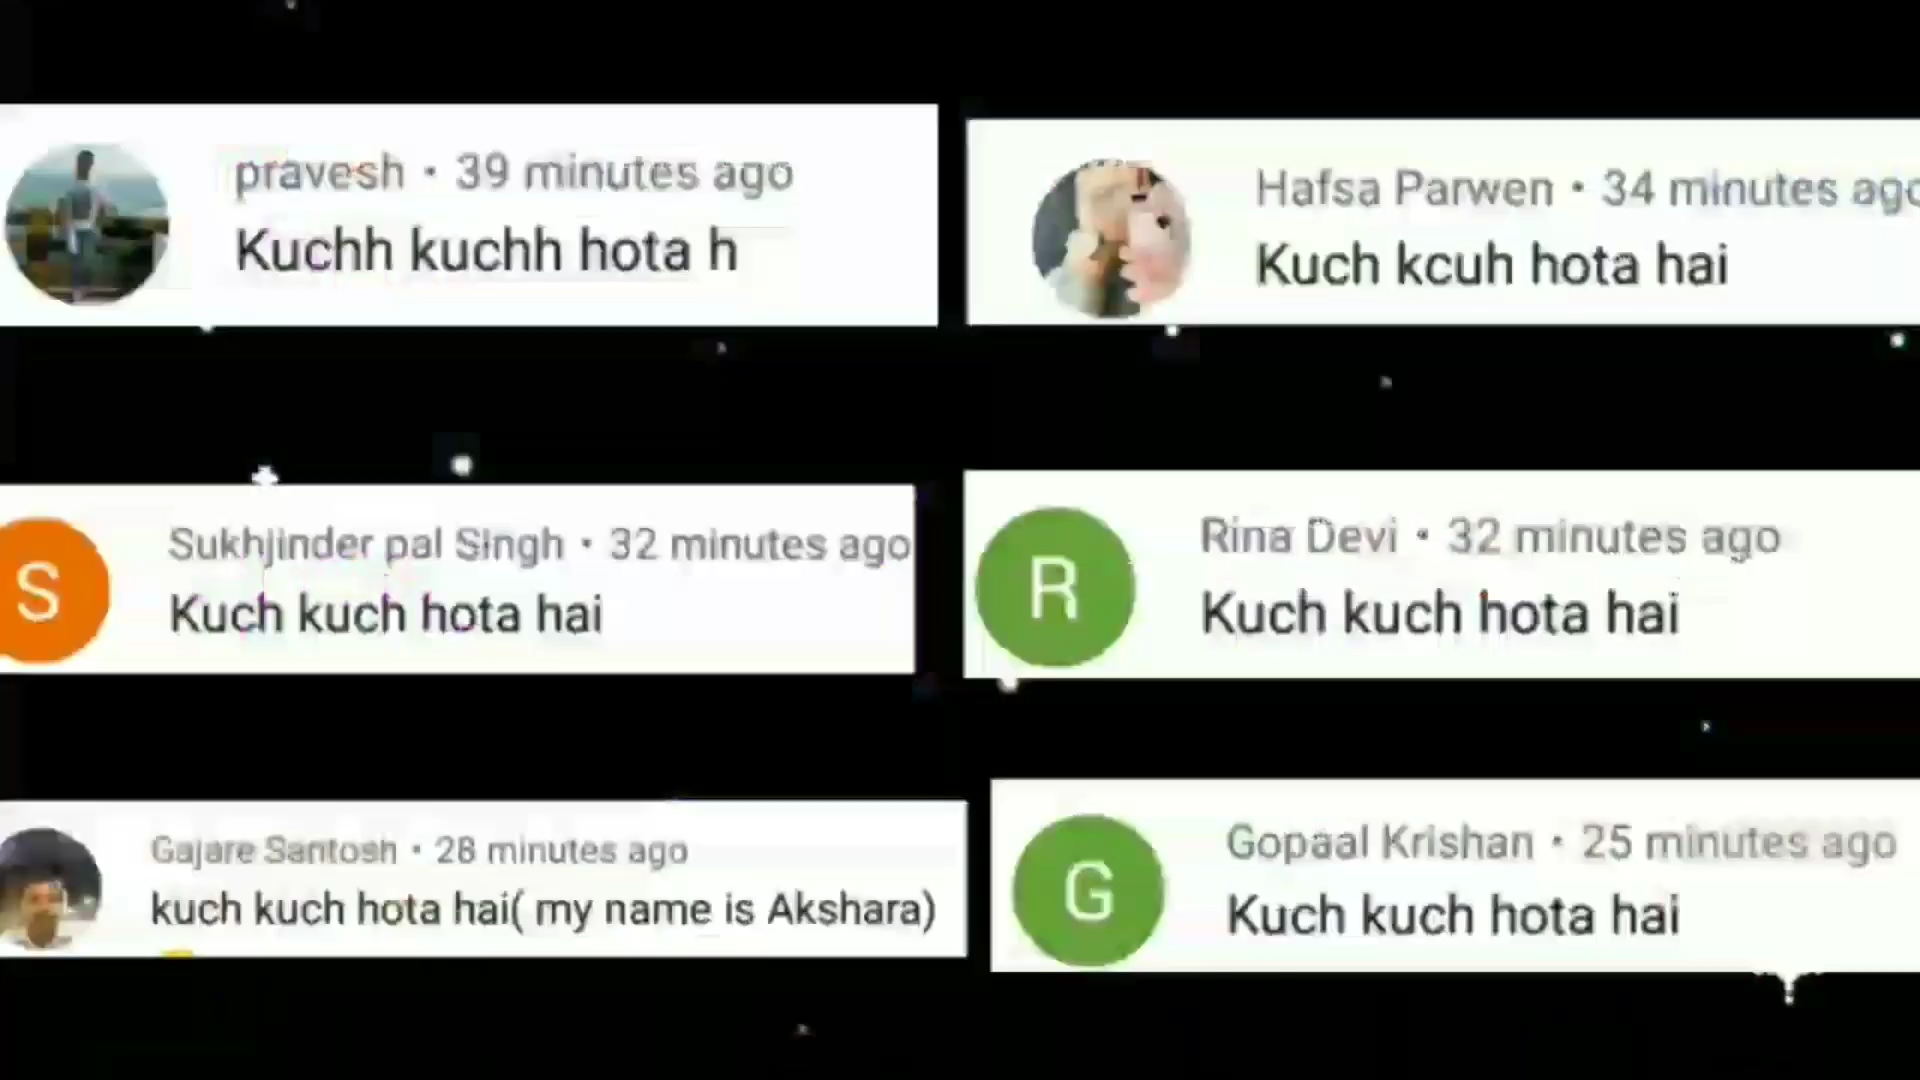 pravesh • 39 minutes ago
Kuchh kuchh hota h
Hafsa Parwen • 34 minutes ago
Kuch kcuh hota hai
S
Sukhjinder pal Singh • 32 minutes ago
Kuch kuch hota hai
R
Rina Devi • 32 minutes ago
Kuch kuch hota hai
Gajare Santosh • 28 minutes ago
kuch kuch hota hai( my name is Akshara)
G
Gopaal Krishan • 25 minutes ago
Kuch kuch hota hai